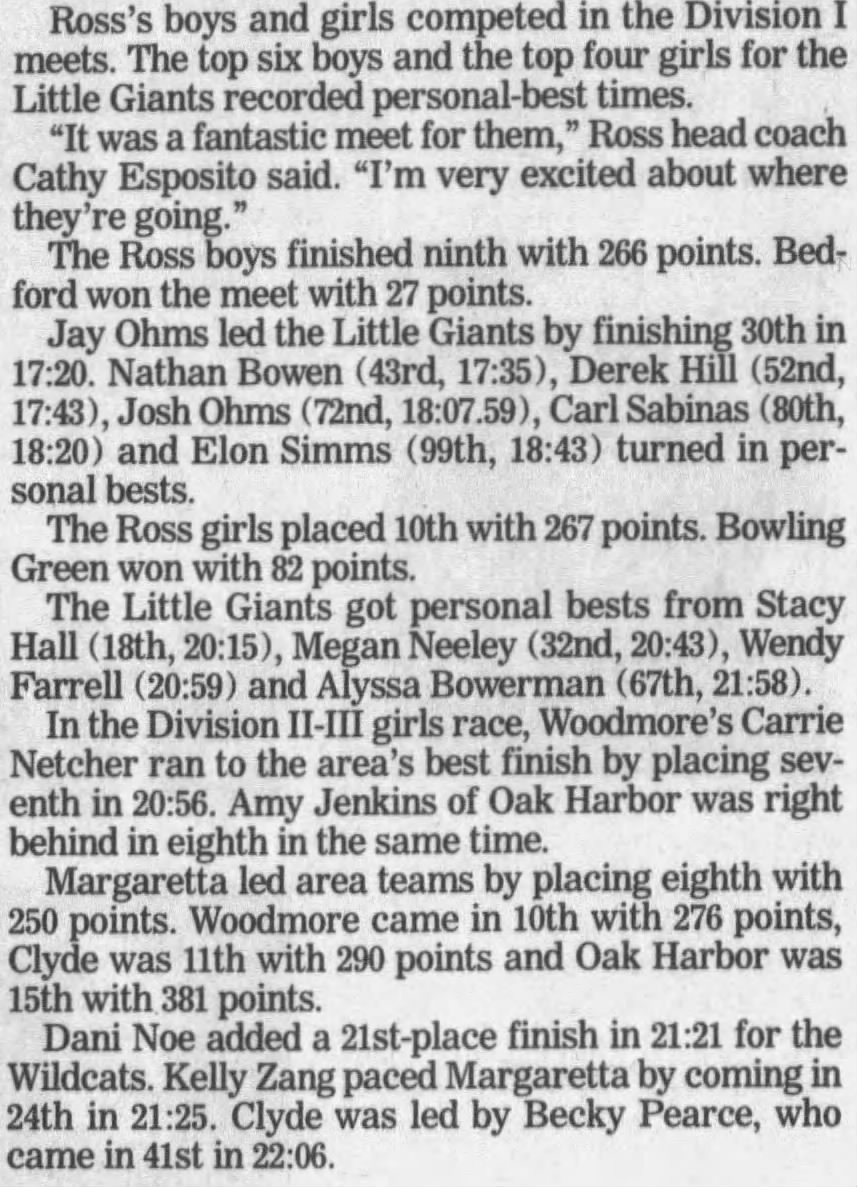 Ross's boys and girls competed in the Division I
meets. The top six boys and the top four girls for the
Little Giants recorded personal-best times.
"It was a fantastic meet for them," Ross head coach
Cathy Esposito said. "I'm very excited about where
they're going."
The Ross boys finished ninth with 266 points. Bed-
ford won the meet with 27 points.
Jay Ohms led the Little Giants by finishing 30th in
17:20. Nathan Bowen (43rd, 17:35), Derek Hill (52nd,
17:43), Josh Ohms (72nd, 18:07.59), Carl Sabinas (80th,
18:20) and Elon Simms (99th, 18:43) turned in per-
sonal bests.
The Ross girls placed 10th with 267 points. Bowling
Green won with 82 points.
The Little Giants got personal bests from Stacy
Hall (18th, 20:15), Megan Neeley (32nd, 20:43), Wendy
Farrell (20:59) and Alyssa Bowerman (67th, 21:58).
In the Division II-III girls race, Woodmore's Carrie
Netcher ran to the area's best finish by placing sev-
enth in 20:56. Amy Jenkins of Oak Harbor was right
behind in eighth in the same time.
Margaretta led area teams by placing eighth with
250 points. Woodmore came in 10th with 276 points,
Clyde was 11th with 290 points and Oak Harbor was
15th with 381 points.
Dani Noe added a 21st-place finish in 21:21 for the
Wildcats. Kelly Zang paced Margaretta by coming in
24th in 21:25. Clyde was led by Becky Pearce, who
came in 41st in 22:06.